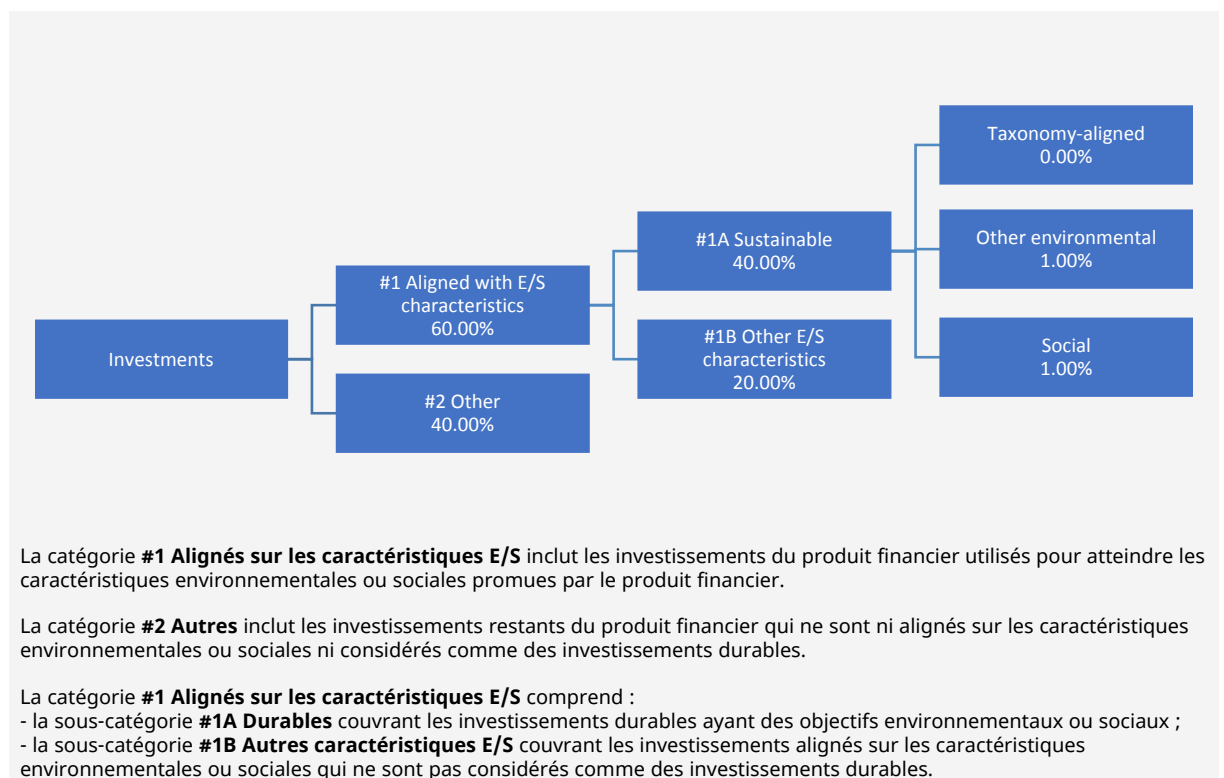 Investments
#1 Aligned with E/S
characteristics
60.00%
#2 Other
40.00%
#1A Sustainable
40.00%
#1B Other E/S
characteristics
20.00%
Taxonomy-aligned
0.00%
Other environmental
1.00%
Social
1.00%
La catégorie #1 Alignés sur les caractéristiques E/S inclut les investissements du produit financier utilisés pour atteindre les
caractéristiques environnementales ou sociales promues par le produit financier.
La catégorie #2 Autres inclut les investissements restants du produit financier qui ne sont ni alignés sur les caractéristiques
environnementales ou sociales ni considérés comme des investissements durables.
La catégorie #1 Alignés sur les caractéristiques E/S comprend :
- la sous-catégorie #1A Durables couvrant les investissements durables ayant des objectifs environnementaux ou sociaux ;
- la sous-catégorie #1B Autres caractéristiques E/S couvrant les investissements alignés sur les caractéristiques
environnementales ou sociales qui ne sont pas considérés comme des investissements durables.